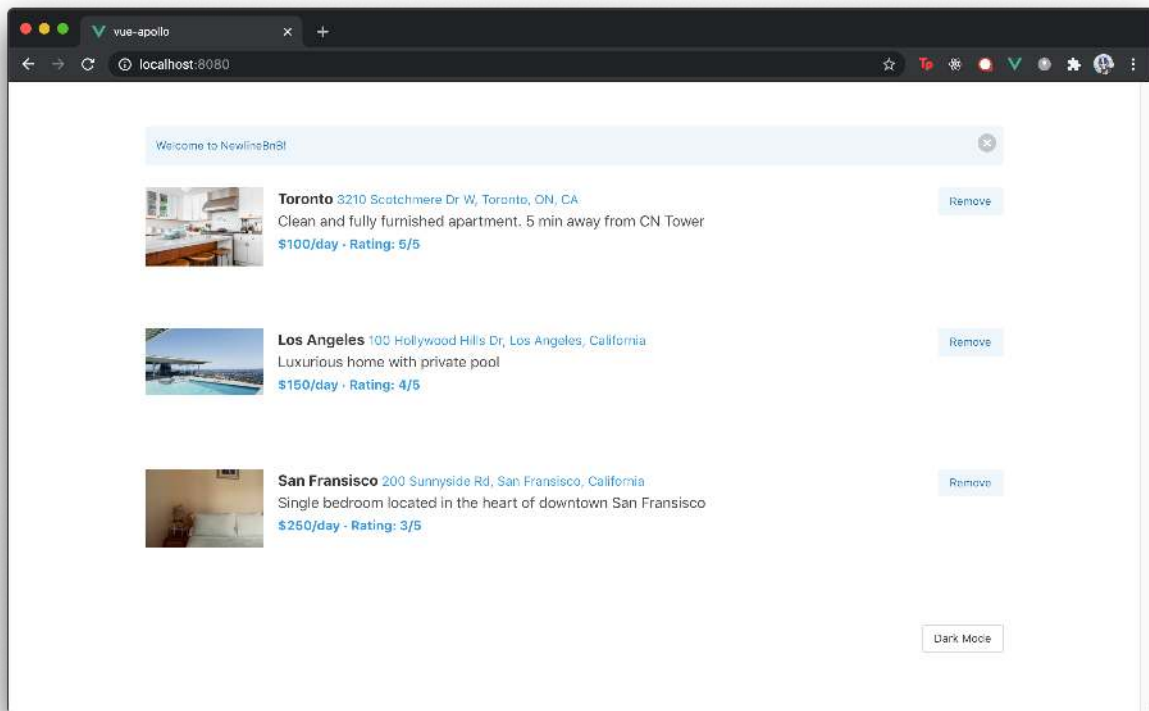 vue-apollo
localhost:8080
Tp
Welcome to NewlineBnB!
Toronto 3210 Scotchmere Dr W, Toronto, ON, CA
Remove
Clean and fully furnished apartment. 5 min away from CN Tower
$100/day · Rating: 5/5
Los Angeles 100 Hollywood Hills Dr, Los Angeles, California
Remove
Luxurious home with private pool
$150/day · Rating: 4/5
San Fransisco 200 Sunnyside Rd, San Fransisco, California
Remove
Single bedroom located in the heart of downtown San Fransisco
$250/day · Rating: 3/5
Dark Mode